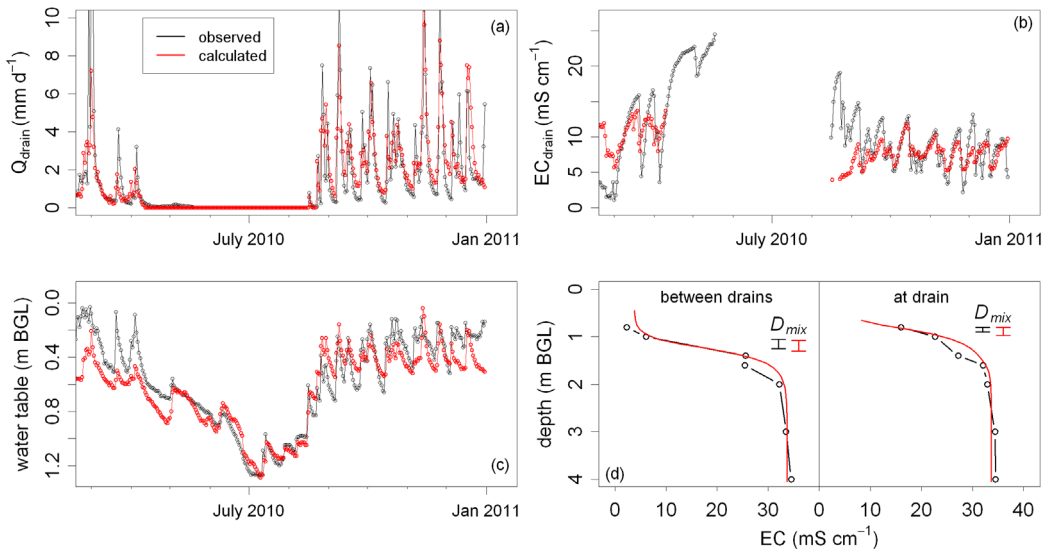 (a)
observed
calculated
Q_drain (mm d⁻¹)
10
8
6
4
2
0
July 2010
Jan 2011
(b)
EC_drain (mS cm⁻¹)
20
10
5
0
July 2010
Jan 2011
water table (m BGL)
0.0
0.4
0.8
1.2
(c)
July 2010
Jan 2011
depth (m BGL)
0
1
2
3
4
between drains
D_mix
at drain
D_mix
(d)
0
10
20
30
0
10
20
30
40
EC (mS cm⁻¹)